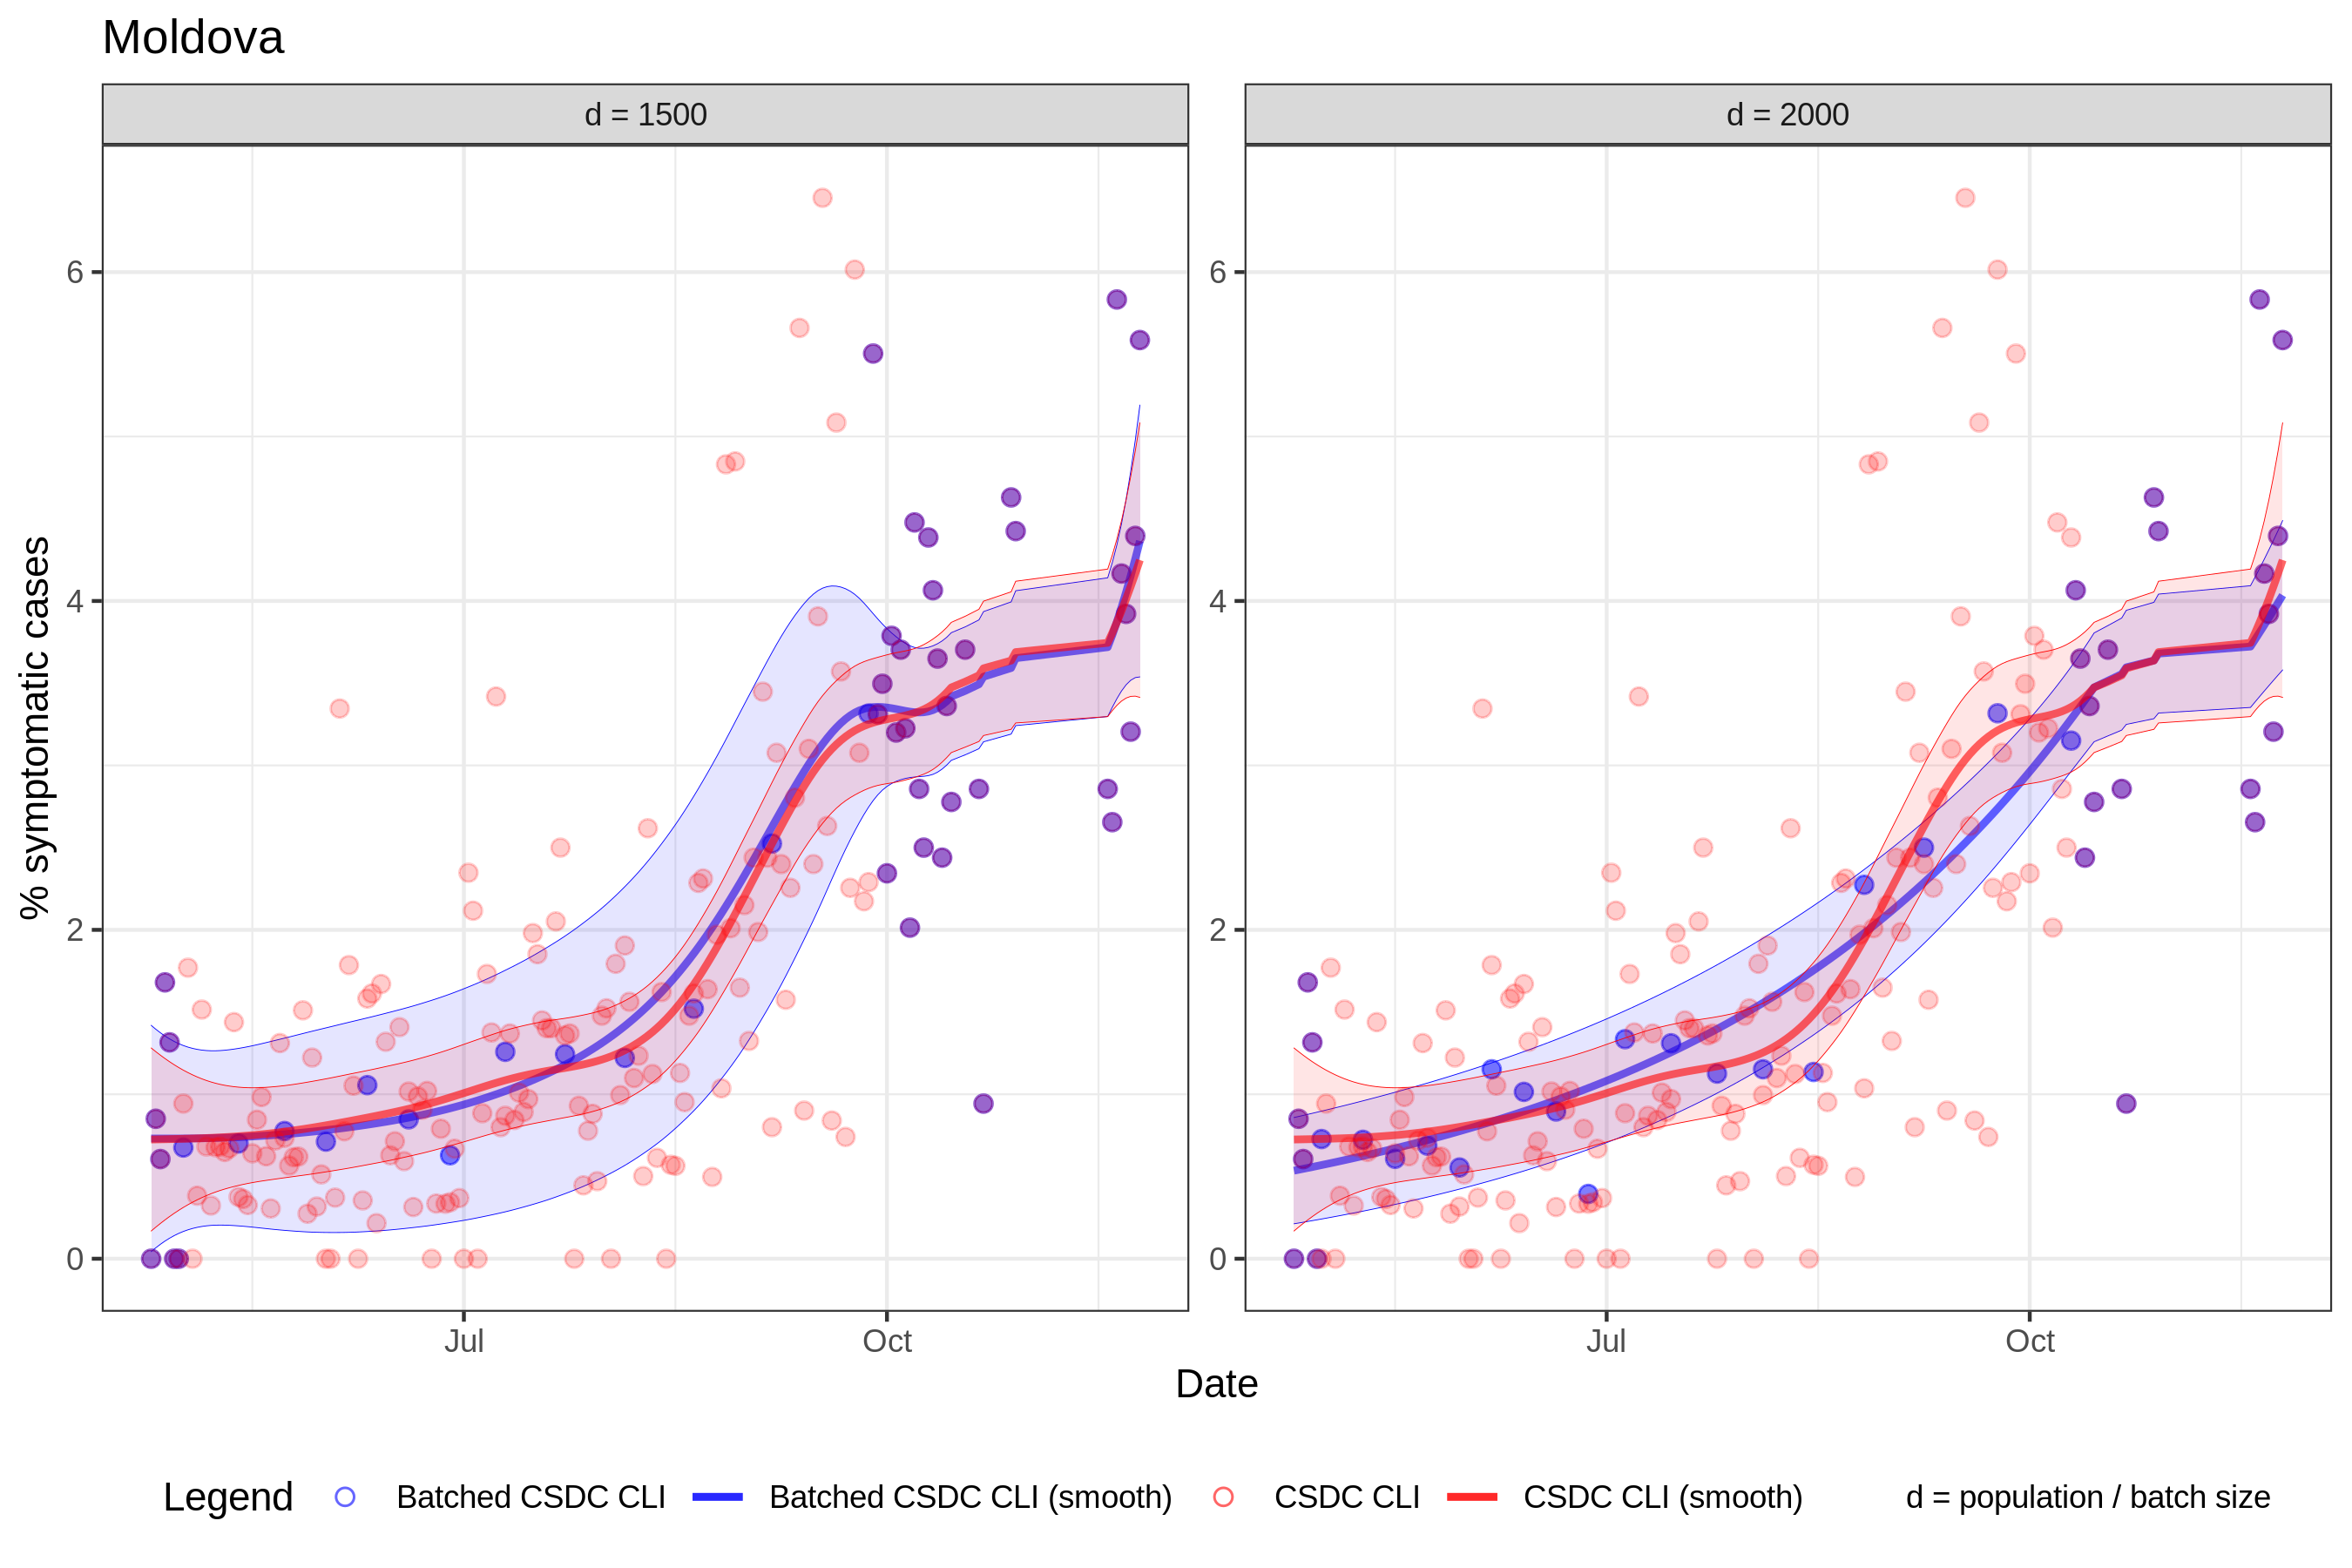 Moldova
d = 1500
d = 2000
% symptomatic cases
6
4
2
0
6
4
2
0
Jul
Oct
Jul
Oct
Date
Legend
Batched CSDC CLI
Batched CSDC CLI (smooth)
CSDC CLI
CSDC CLI (smooth)
d = population / batch size